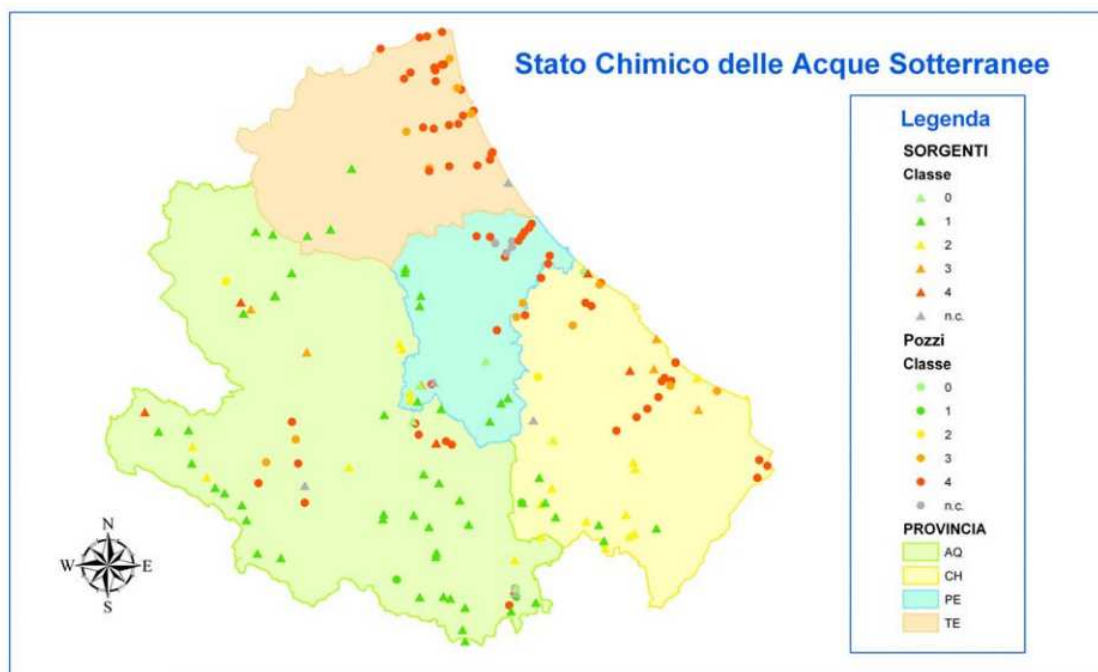 Stato Chimico delle Acque Sotterranee
Legenda
SORGENTI
Classe
0
1
2
3
4
n.c.
Pozzi
Classe
0
1
2
3
4
n.c.
PROVINCIA
AQ
CH
PE
TE
N
W E
S